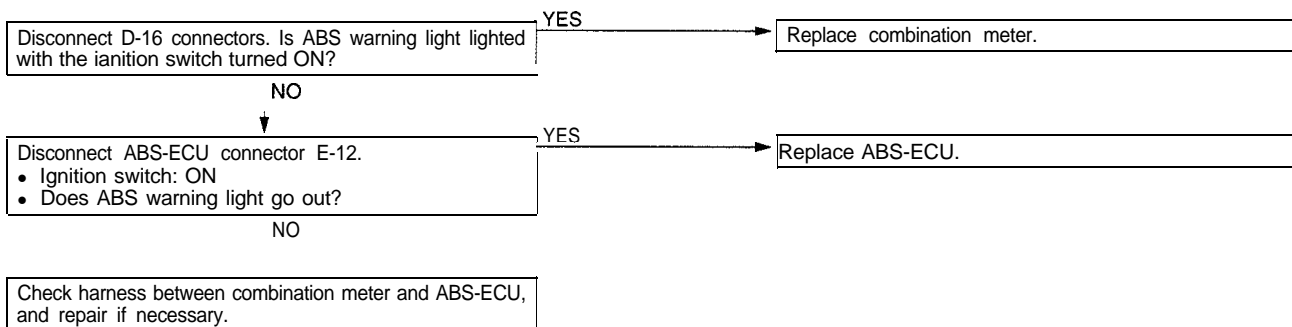 YES
Disconnect D-16 connectors. Is ABS warning light lighted
with the ianition switch turned ON?
Replace combination meter.
NO
YES
Disconnect ABS-ECU connector E-12.
• Ignition switch: ON
• Does ABS warning light go out?
Replace ABS-ECU.
NO
Check harness between combination meter and ABS-ECU,
and repair if necessary.